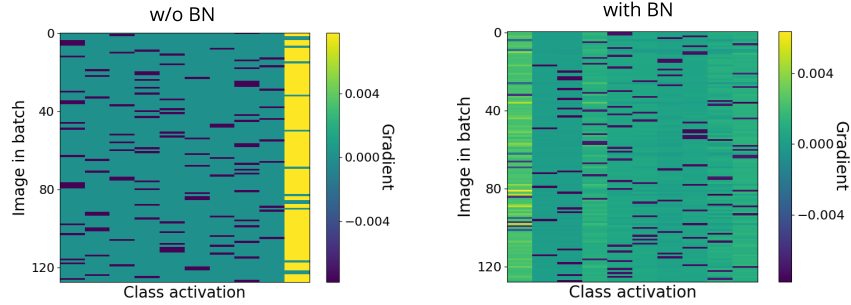 w/o BN
0
40
80
120
Image in batch
Class activation
0.004
0.000
−0.004
Gradient
with BN
0
40
80
120
Image in batch
Class activation
0.004
0.000
−0.004
Gradient